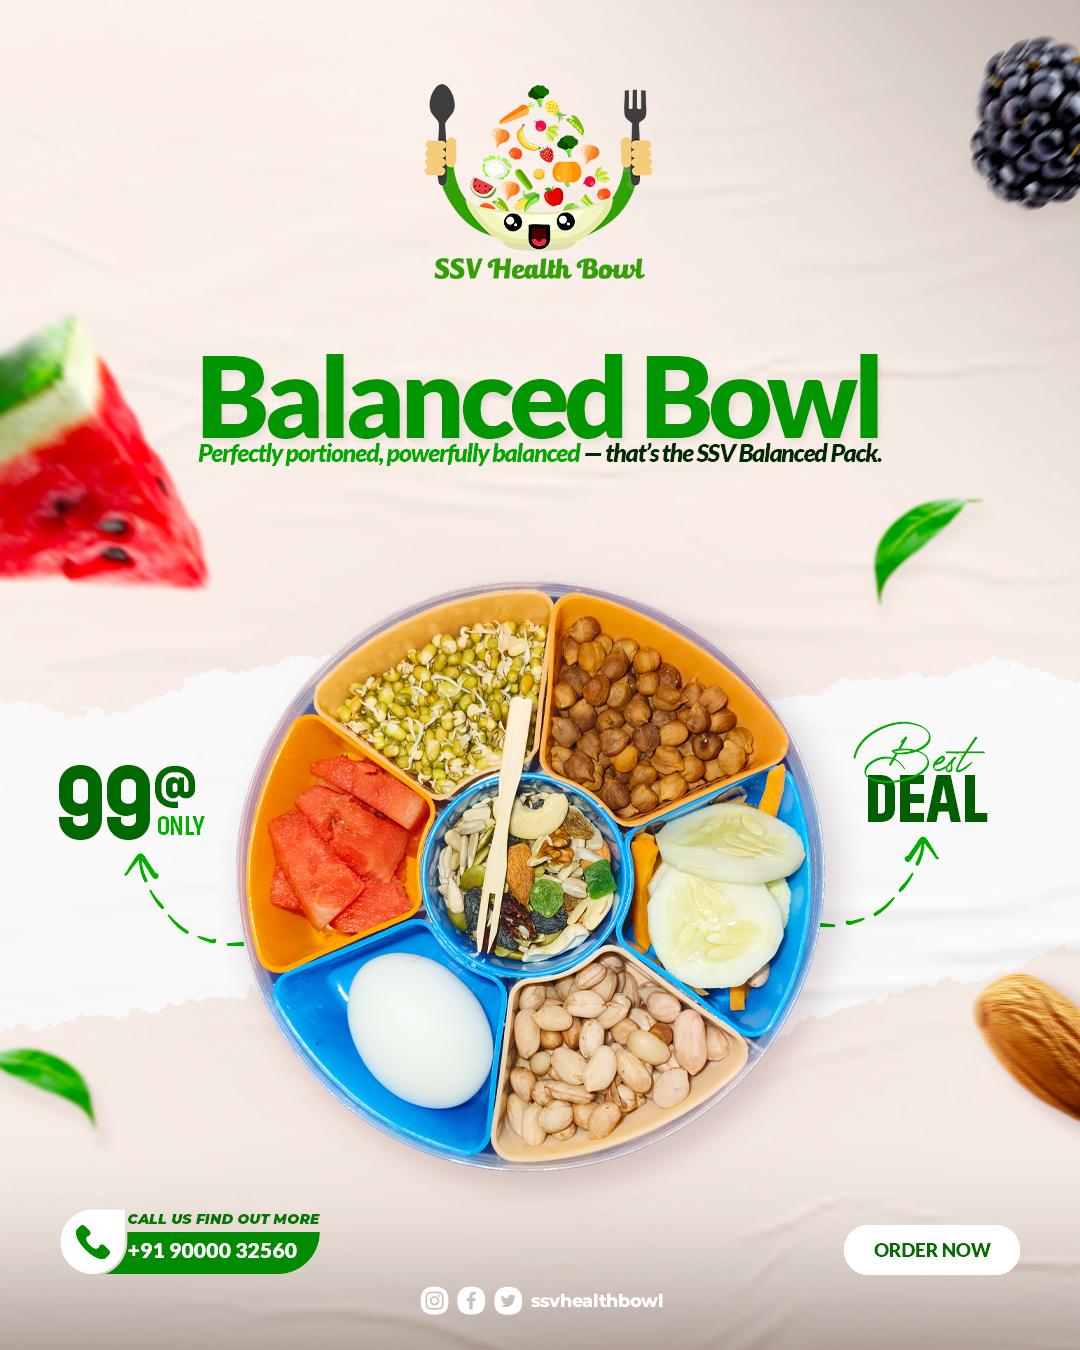 SSV Health Bowl
Balanced Bowl
Perfectly portioned, powerfully balanced – that's the SSV Balanced Pack.
99@
ONLY
Best
DEAL
CALL US FIND OUT MORE
+91 90000 32560
ORDER NOW
ssvhealthbowl